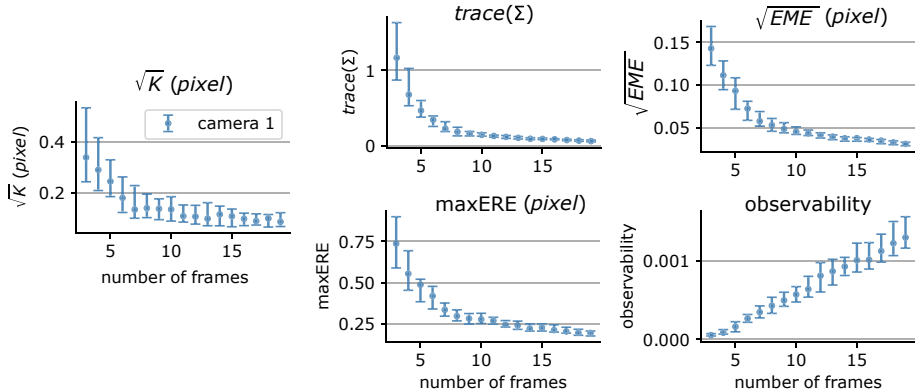 √K (pixel)
√K (pixel)
0.4
0.2
camera 1
5
10
15
number of frames
trace(Σ)
trace(Σ)
1
0
5
10
15
√EME (pixel)
√EME
0.15
0.10
0.05
5
10
15
maxERE (pixel)
maxERE
0.75
0.25
5
10
15
number of frames
observability
observability
0.001
0.000
5
10
15
number of frames